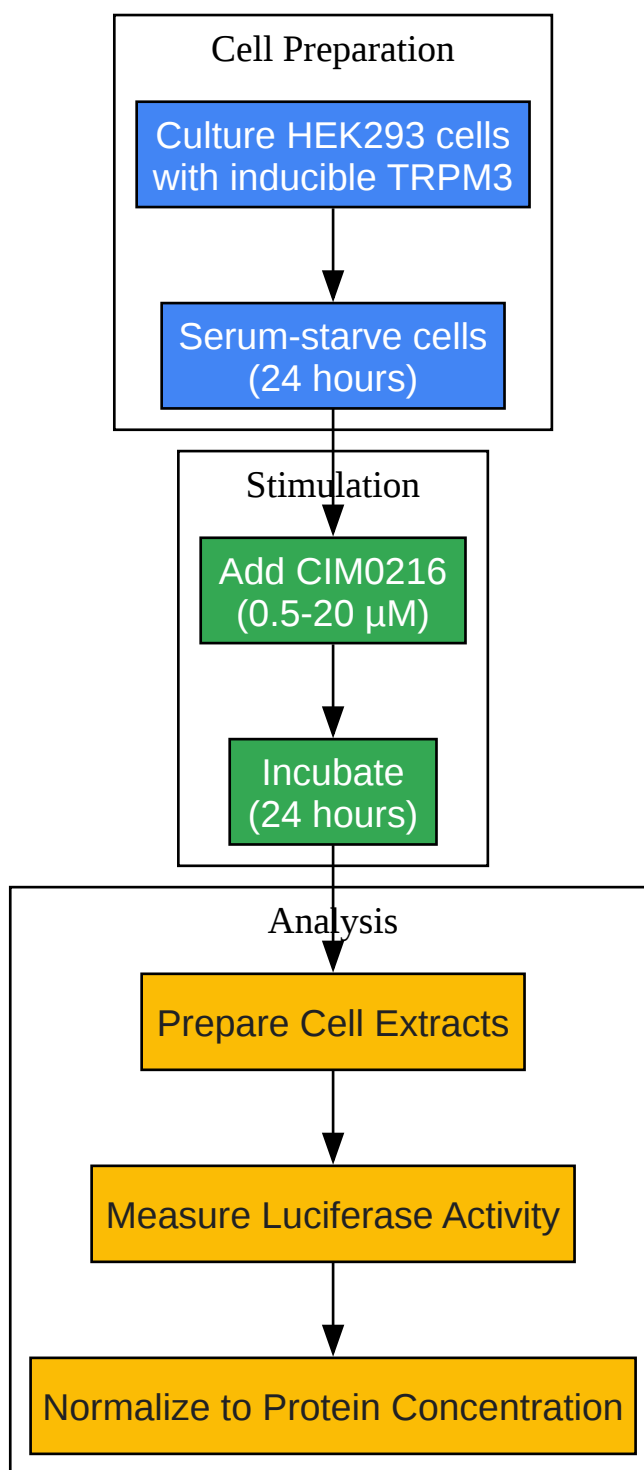 Cell Preparation
Culture HEK293 cells
with inducible TRPM3
Serum-starve cells
(24 hours)
Stimulation
Add CIM0216
(0.5-20 µM)
Incubate
(24 hours)
Analysis
Prepare Cell Extracts
Measure Luciferase Activity
Normalize to Protein Concentration